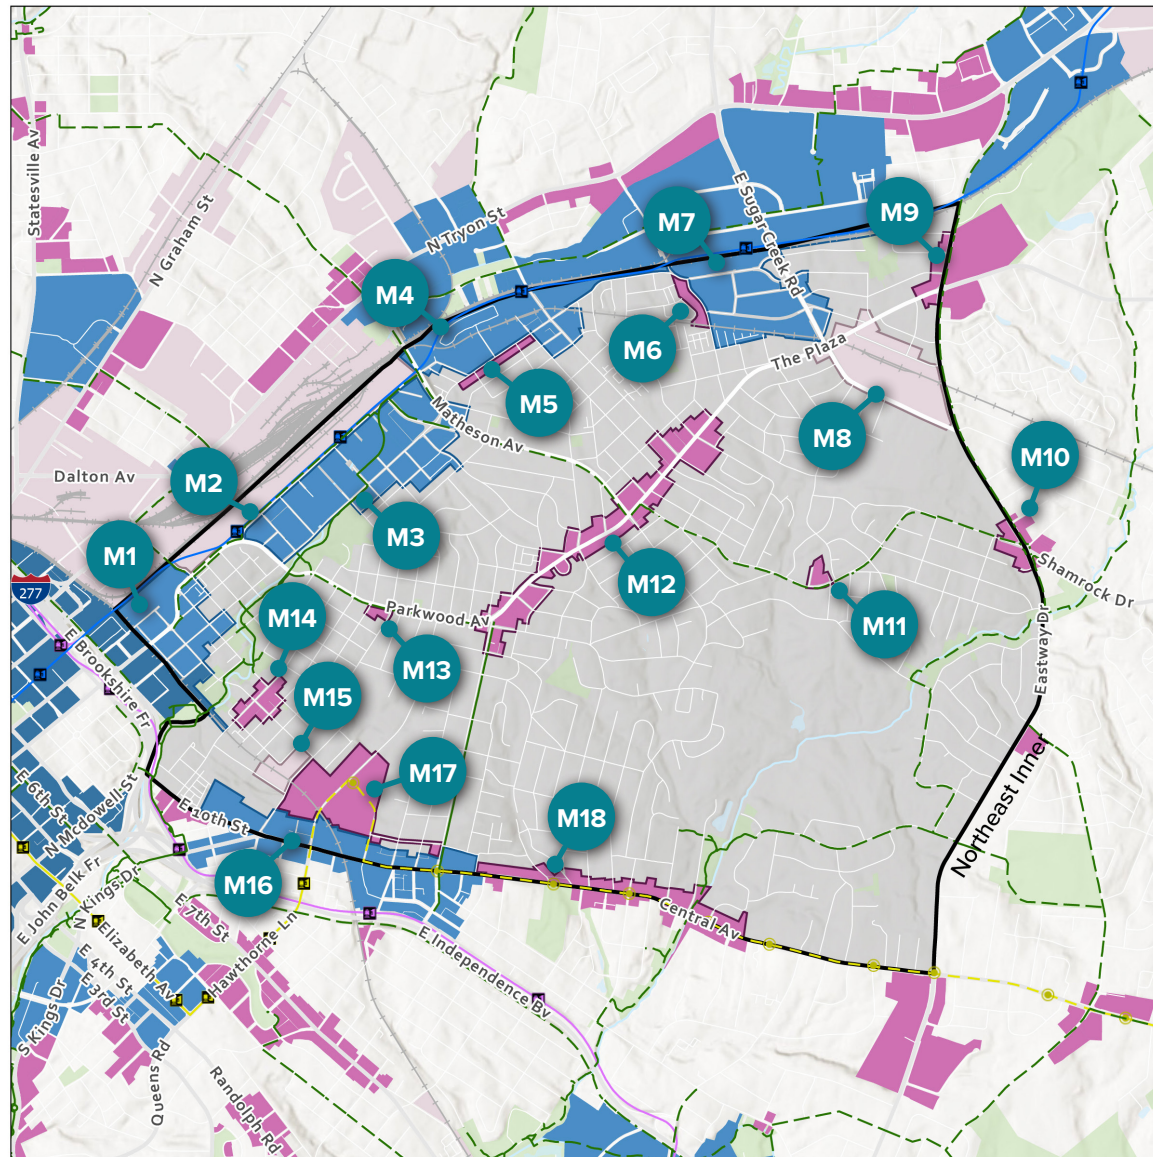 Statesville Av
N Graham St
N Tryon St
E Sugar Creek Rd
M9
M7
M4
M6
The Plaza
M5
Matheson Av
M8
M10
Dalton Av
M2
M3
M1
Shamrock Dr
M12
277
M14
Parkwood Av
M11
M13
E Brookshire Fr
Eastway Dr
M15
Northeast Inner
M17
E 6th St
N Mcdowell St
E 10th St
M18
M16
E John Belk Fr
N Kings Dr
E 7th St
Hawthorne Ln
Central Av
E Independence Bv
Elizabeth Av
E 4th St
E 3rd St
S Kings Dr
Queens Rd
Randolph Rd